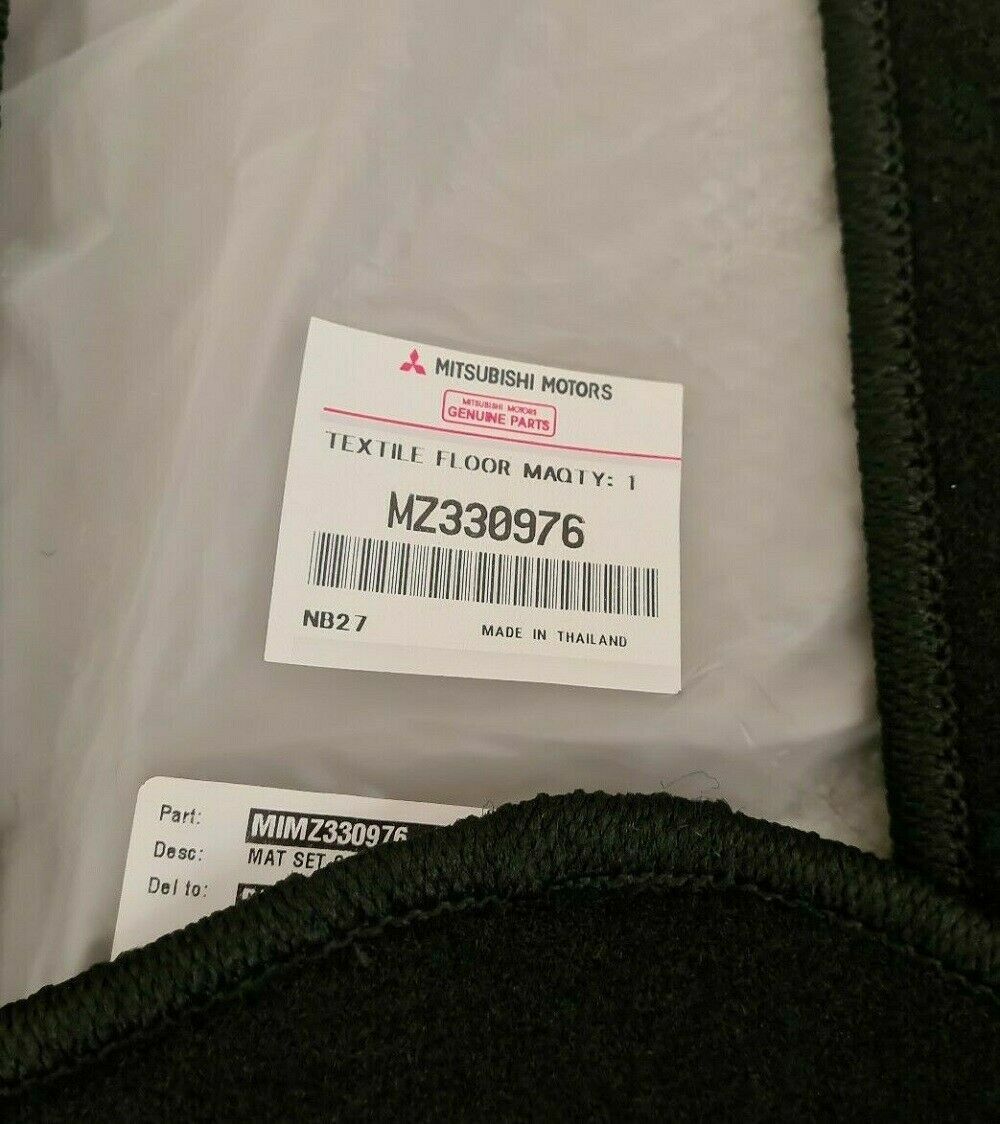 MITSUBISHI MOTORS
MITSUBISHI MOTORS
GENUINE PARTS
TEXTILE FLOOR MAQTY: 1
MZ330976
NB27 MADE IN THAILAND
Part: MIMZ330976
Desc: MAT SET
Del to: